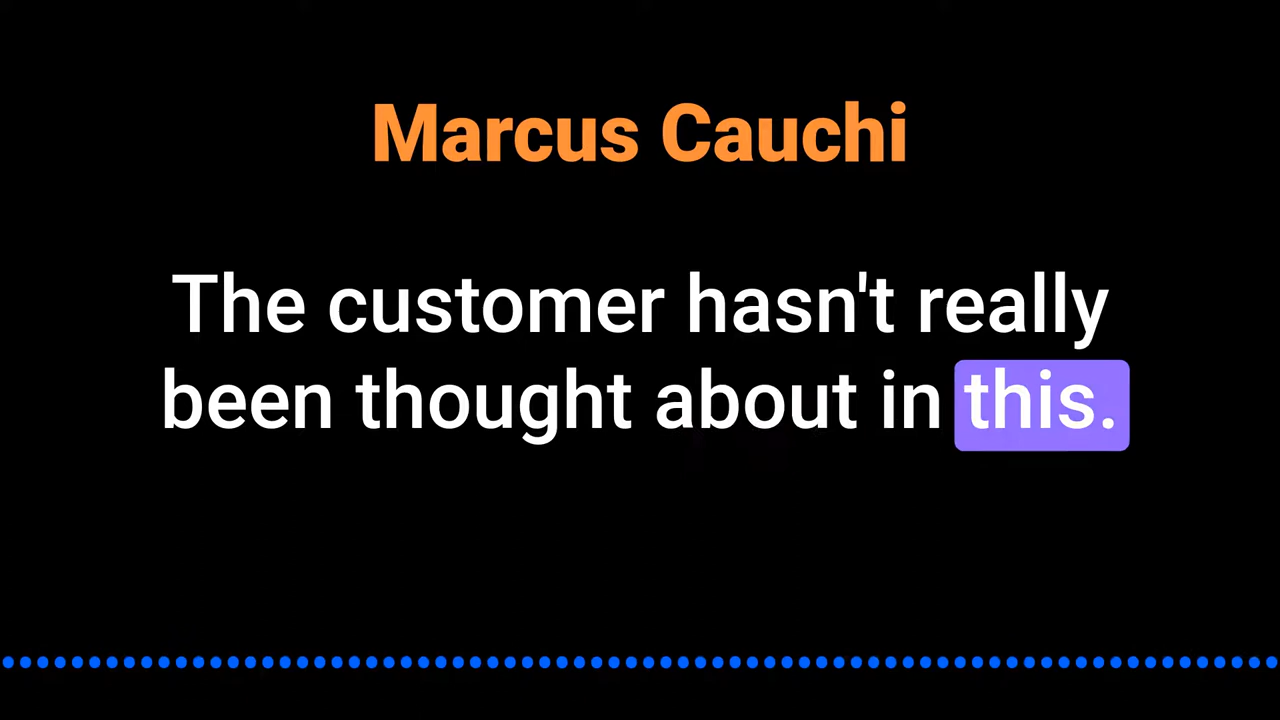 Marcus Cauchi
The customer hasn't really
been thought about in this.